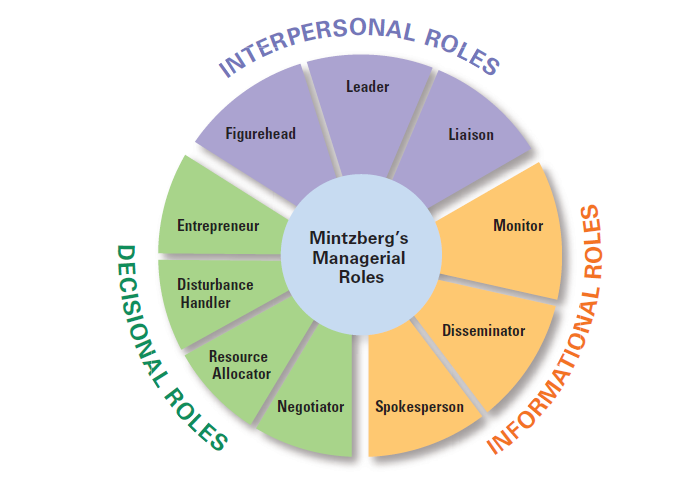 INTERPERSONAL ROLES
Leader
Figurehead
Liaison
Entrepreneur
Monitor
Mintzberg's
Managerial
Roles
Disturbance
Handler
Disseminator
Resource
Allocator
Negotiator
Spokesperson
DECISIONAL ROLES
INFORMATIONAL ROLES